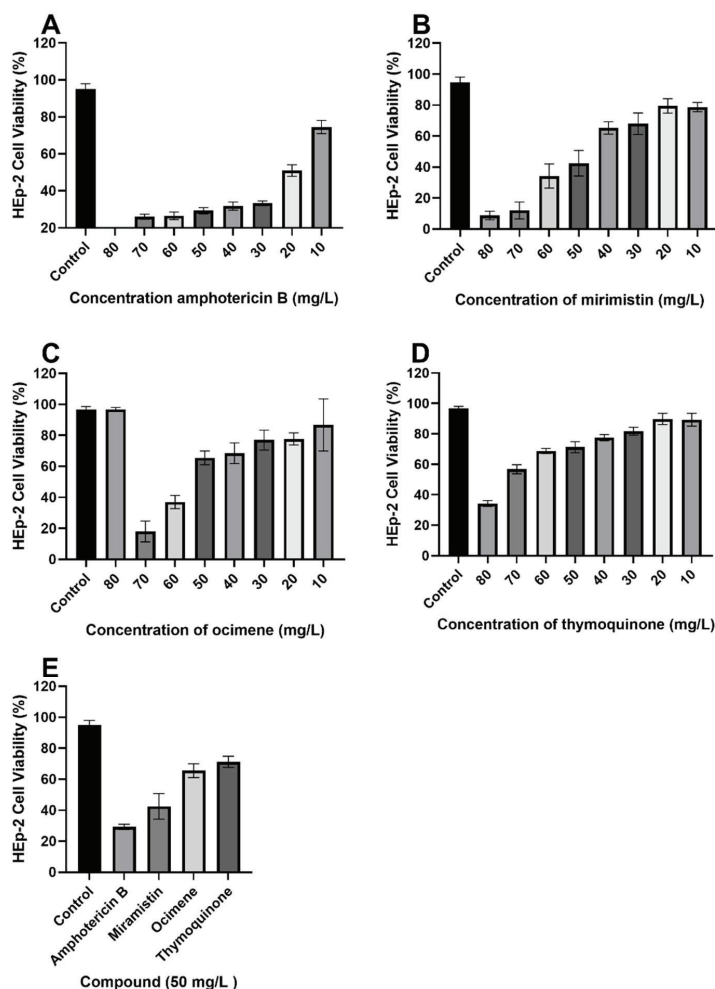 A
HEp-2 Cell Viability (%)
120
100
80
60
40
20
Control
80
70
60
50
40
30
20
10
Concentration amphotericin B (mg/L)
B
HEp-2 Cell Viability (%)
120
100
80
60
40
20
0
Control
80
70
60
50
40
30
20
10
Concentration of mirimistin (mg/L)
C
HEp-2 Cell Viability (%)
120
100
80
60
40
20
0
Control
80
70
60
50
40
30
20
10
Concentration of ocimene (mg/L)
D
HEp-2 Cell Viability (%)
120
100
80
60
40
20
0
Control
80
70
60
50
40
30
20
10
Concentration of thymoquinone (mg/L)
E
HEp-2 Cell Viability (%)
120
100
80
60
40
20
0
Control
Amphotericin B
Miramistin
Ocimene
Thymoquinone
Compound (50 mg/L )